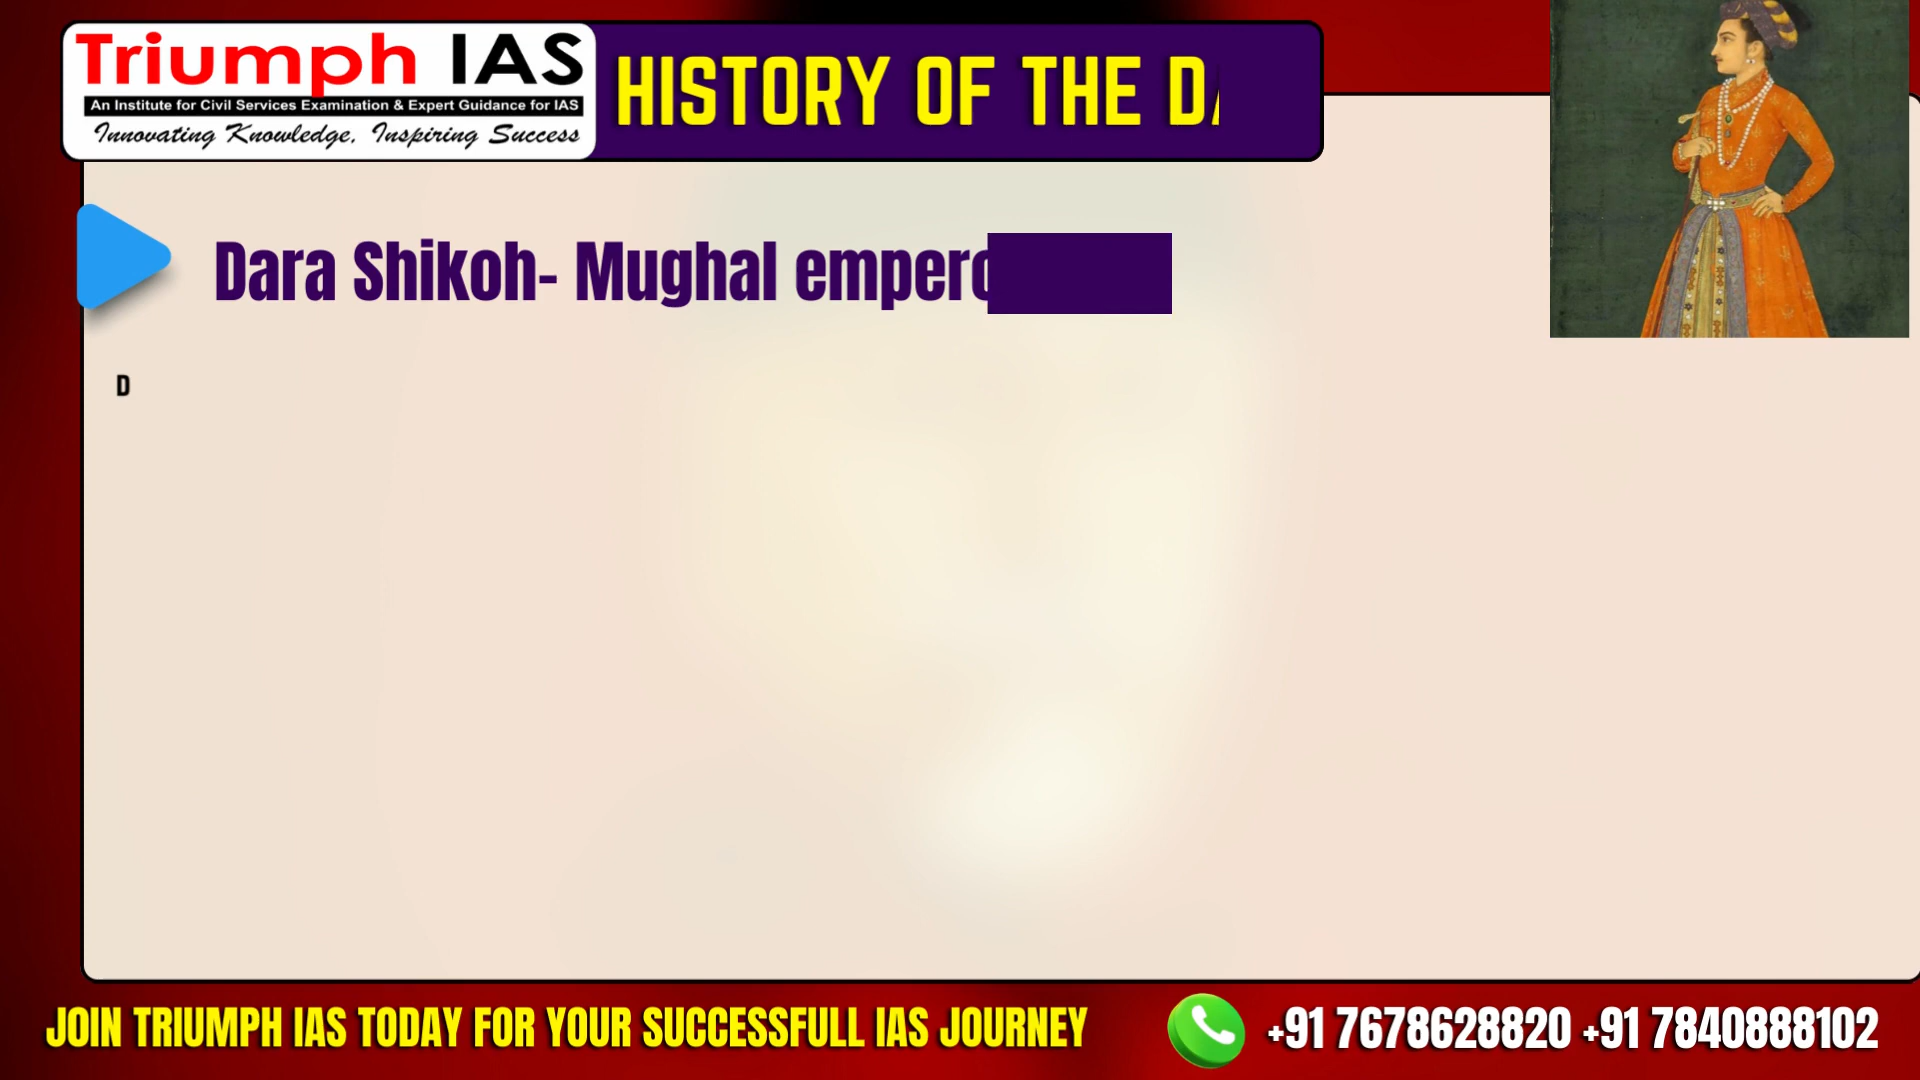 Triumph IAS
An Institute for Civil Services Examination & Expert Guidance for IAS
Innovating Knowledge, Inspiring Success
HISTORY OF THE D
Dara Shikoh- Mughal
D
JOIN TRIUMPH IAS TODAY FOR YOUR SUCCESSFULL IAS JOURNEY
+91 7678628820 +91 7840888102